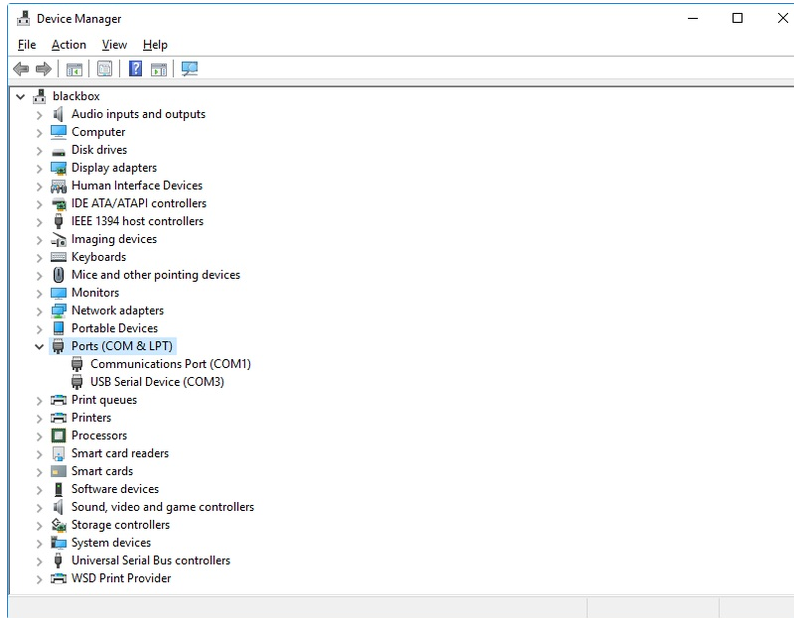 Device Manager
File Action View Help
blackbox
Audio inputs and outputs
Computer
Disk drives
Display adapters
Human Interface Devices
IDE ATA/ATAPI controllers
IEEE 1394 host controllers
Imaging devices
Keyboards
Mice and other pointing devices
Monitors
Network adapters
Portable Devices
Ports (COM & LPT)
Communications Port (COM1)
USB Serial Device (COM3)
Print queues
Printers
Processors
Smart card readers
Smart cards
Software devices
Sound, video and game controllers
Storage controllers
System devices
Universal Serial Bus controllers
WSD Print Provider